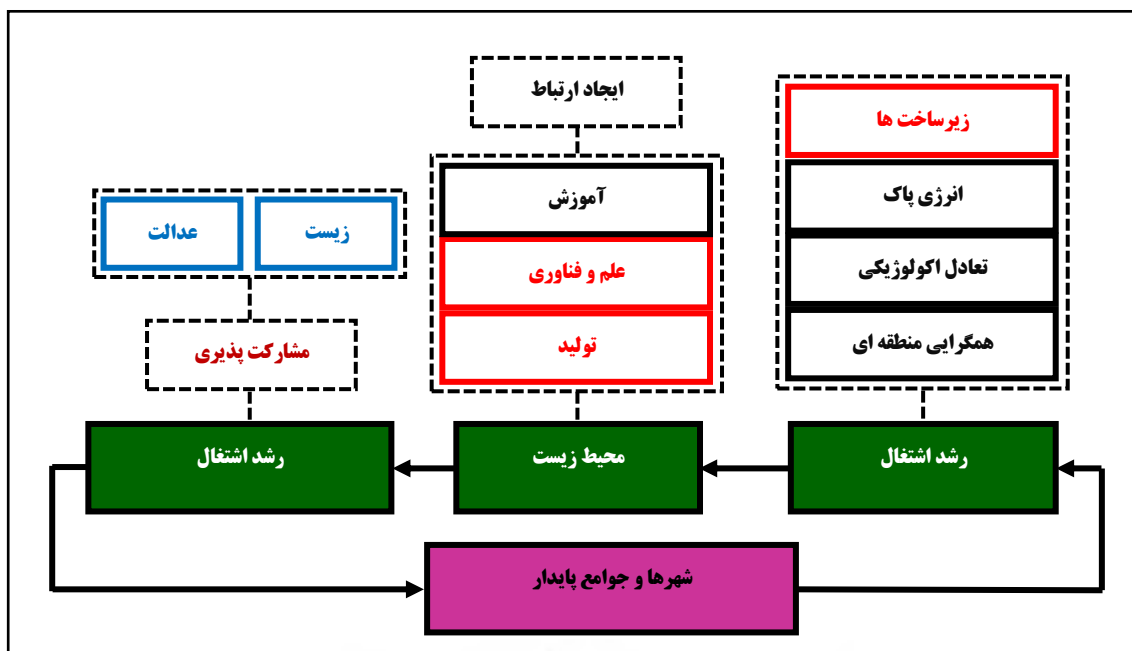 ایجاد ارتباط
زیرساخت ها
آموزش
انرژی پاک
زیست
عدالت
علم و فناوری
تعادل اکولوژیکی
تولید
همگرایی منطقه ای
مشارکت پذیری
رشد اشتغال
محیط زیست
رشد اشتغال
شهرها و جوامع پایدار